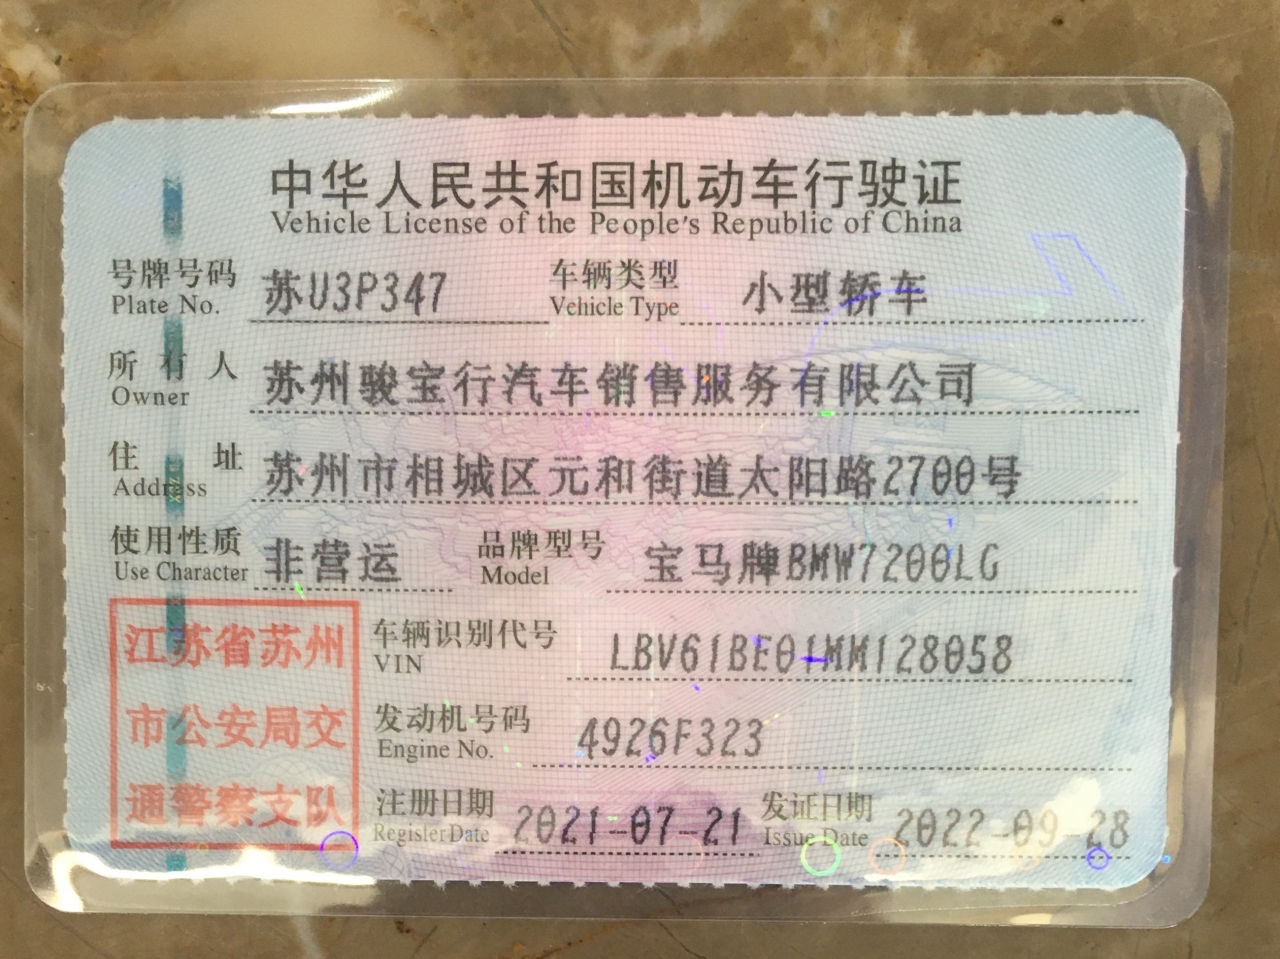 中华人民共和国机动车行驶证
Vehicle License of the People's Republic of China
号牌号码 苏U3P347 车辆类型 小型轿车
Plate No. Vehicle Type
所有人 苏州骏宝行汽车销售服务有限公司
Owner
住址 苏州市相城区元和街道太阳路2700号
Address
使用性质 非营运 品牌型号 宝马牌BMW7200LG
Use Character Model
江苏省苏州
市公安局交
通警察支队
车辆识别代号 LBV61BE01MM128058
VIN
发动机号码 4926F323
Engine No.
注册日期 2021-07-21 发证日期 2022-09-28
Register Date Issue Date